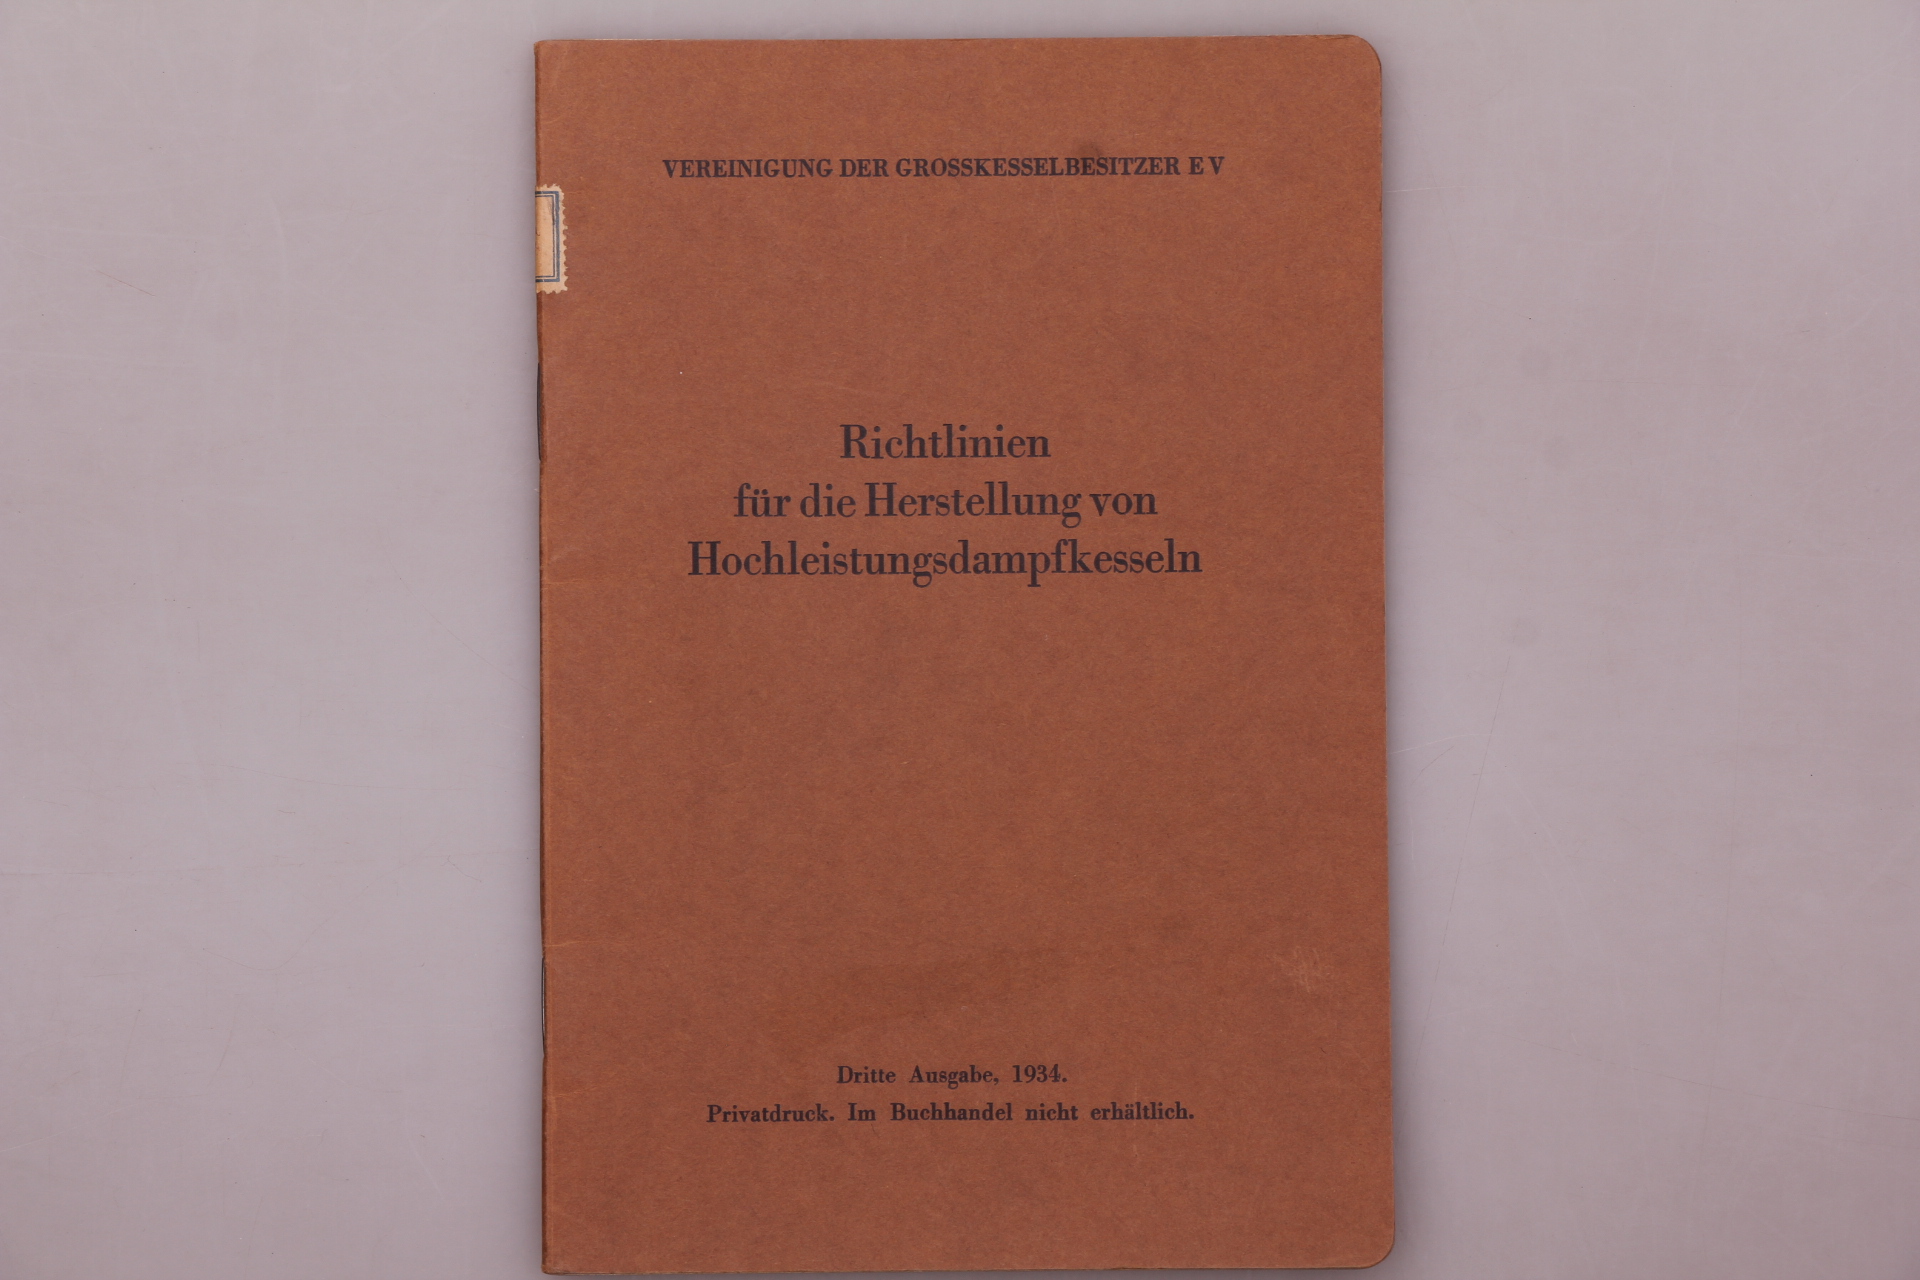 VEREINIGUNG DER GROSSKESSELBESITZER E V
Richtlinien
für die Herstellung von
Hochleistungsdampfkesseln
Dritte Ausgabe, 1934.
Privatdruck. Im Buchhandel nicht erhältlich.